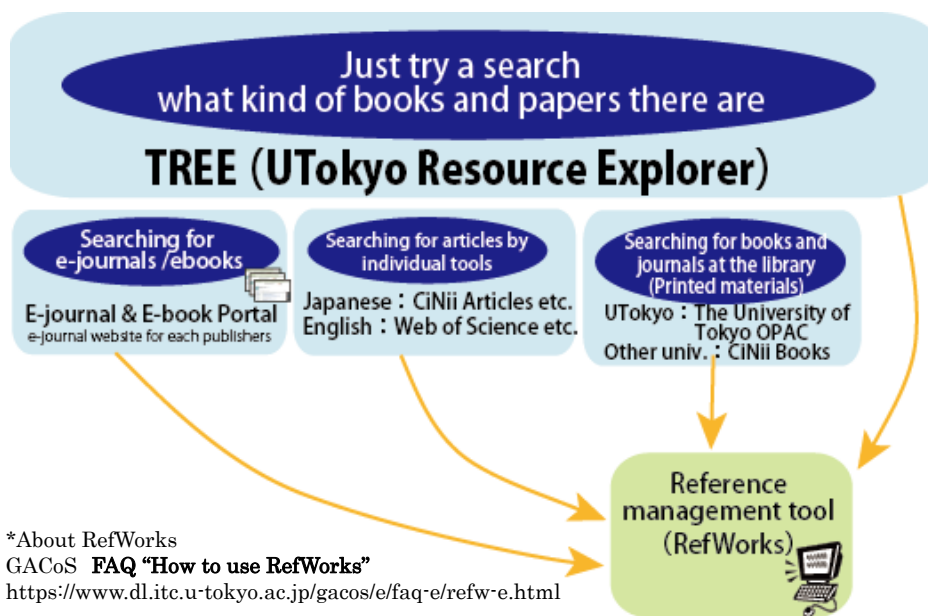 Just try a search
what kind of books and papers there are
TREE (UTokyo Resource Explorer)
Searching for
e-journals /ebooks
E-journal & E-book Portal
e-journal website for each publishers
Searching for articles by
individual tools
Japanese：CiNii Articles etc.
English：Web of Science etc.
Searching for books and
journals at the library
(Printed materials)
UTokyo：The University of
Tokyo OPAC
Other univ.：CiNii Books
Reference
management tool
（RefWorks）
*About RefWorks
GACoS FAQ “How to use RefWorks”
https://www.dl.itc.u-tokyo.ac.jp/gacos/e/faq-e/refw-e.html